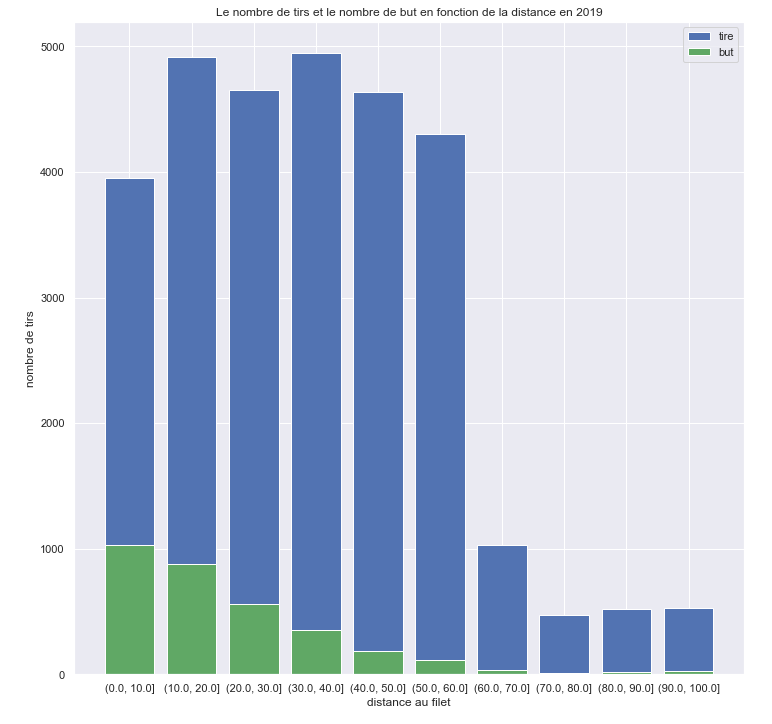 Le nombre de tirs et le nombre de but en fonction de la distance en 2019
tire
but
nombre de tirs
5000
4000
3000
2000
1000
0
(0.0, 10.0] (10.0, 20.0] (20.0, 30.0] (30.0, 40.0] (40.0, 50.0] (50.0, 60.0] (60.0, 70.0] (70.0, 80.0] (80.0, 90.0] (90.0, 100.0]
distance au filet